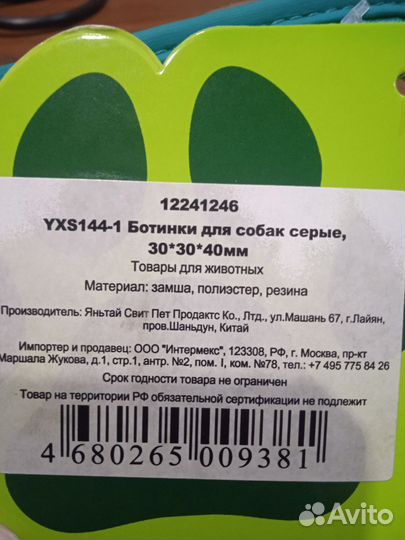 12241246
YXS144-1 Ботинки для собак серые,
30*30*40мм
Товары для животных
Материал: замша, полиэстер, резина
Производитель: Яньтай Свит Пет Продактс Ко., Лтд., ул.Машань 67, г.Лайян,
пров.Шаньдун, Китай
Импортер и продавец: ООО "Интермекс", 123308, РФ, г. Москва, пр-кт
Маршала Жукова, д.1, стр.1, антр. №2, пом. I, ком. №78, тел.: +7 495 775 84 26
Срок годности товара не ограничен
Товар на территории РФ обязательной сертификации не подлежит
4 680265 009381
Avito